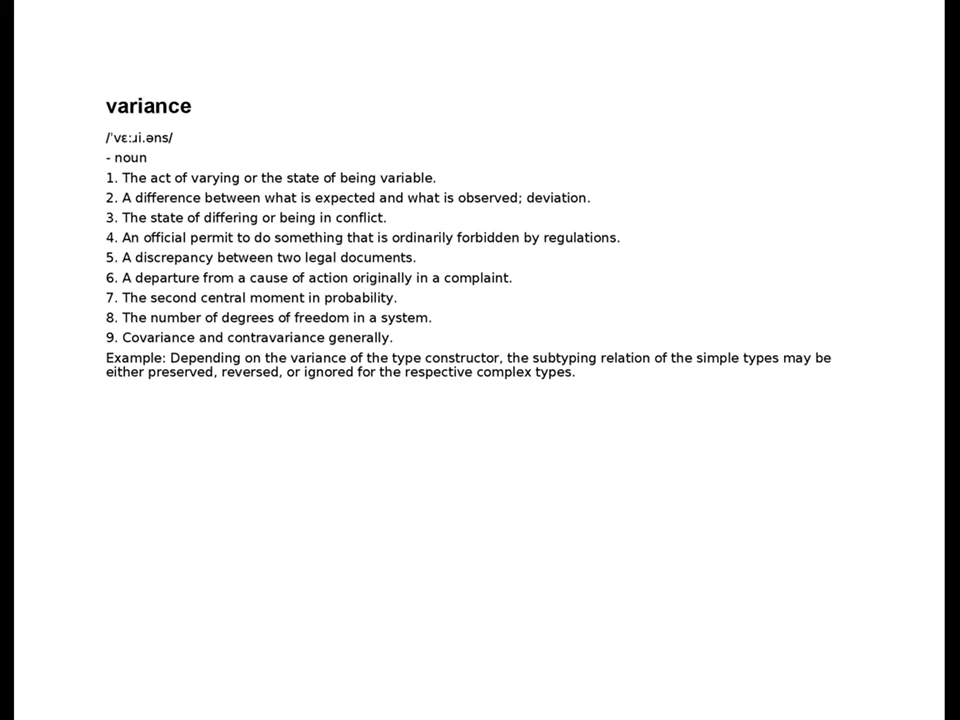 variance
/ˈvɛːɹi.əns/
- noun
1. The act of varying or the state of being variable.
2. A difference between what is expected and what is observed; deviation.
3. The state of differing or being in conflict.
4. An official permit to do something that is ordinarily forbidden by regulations.
5. A discrepancy between two legal documents.
6. A departure from a cause of action originally in a complaint.
7. The second central moment in probability.
8. The number of degrees of freedom in a system.
9. Covariance and contravariance generally.
Example: Depending on the variance of the type constructor, the subtyping relation of the simple types may be
either preserved, reversed, or ignored for the respective complex types.